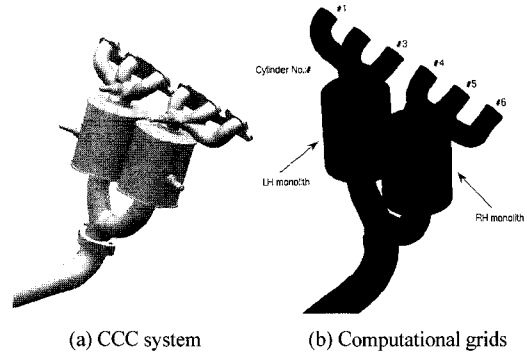 #1
Cylinder No.:#
#3
#4
#5
#6
LH monolith
RH monolith
(a) CCC system
(b) Computational grids